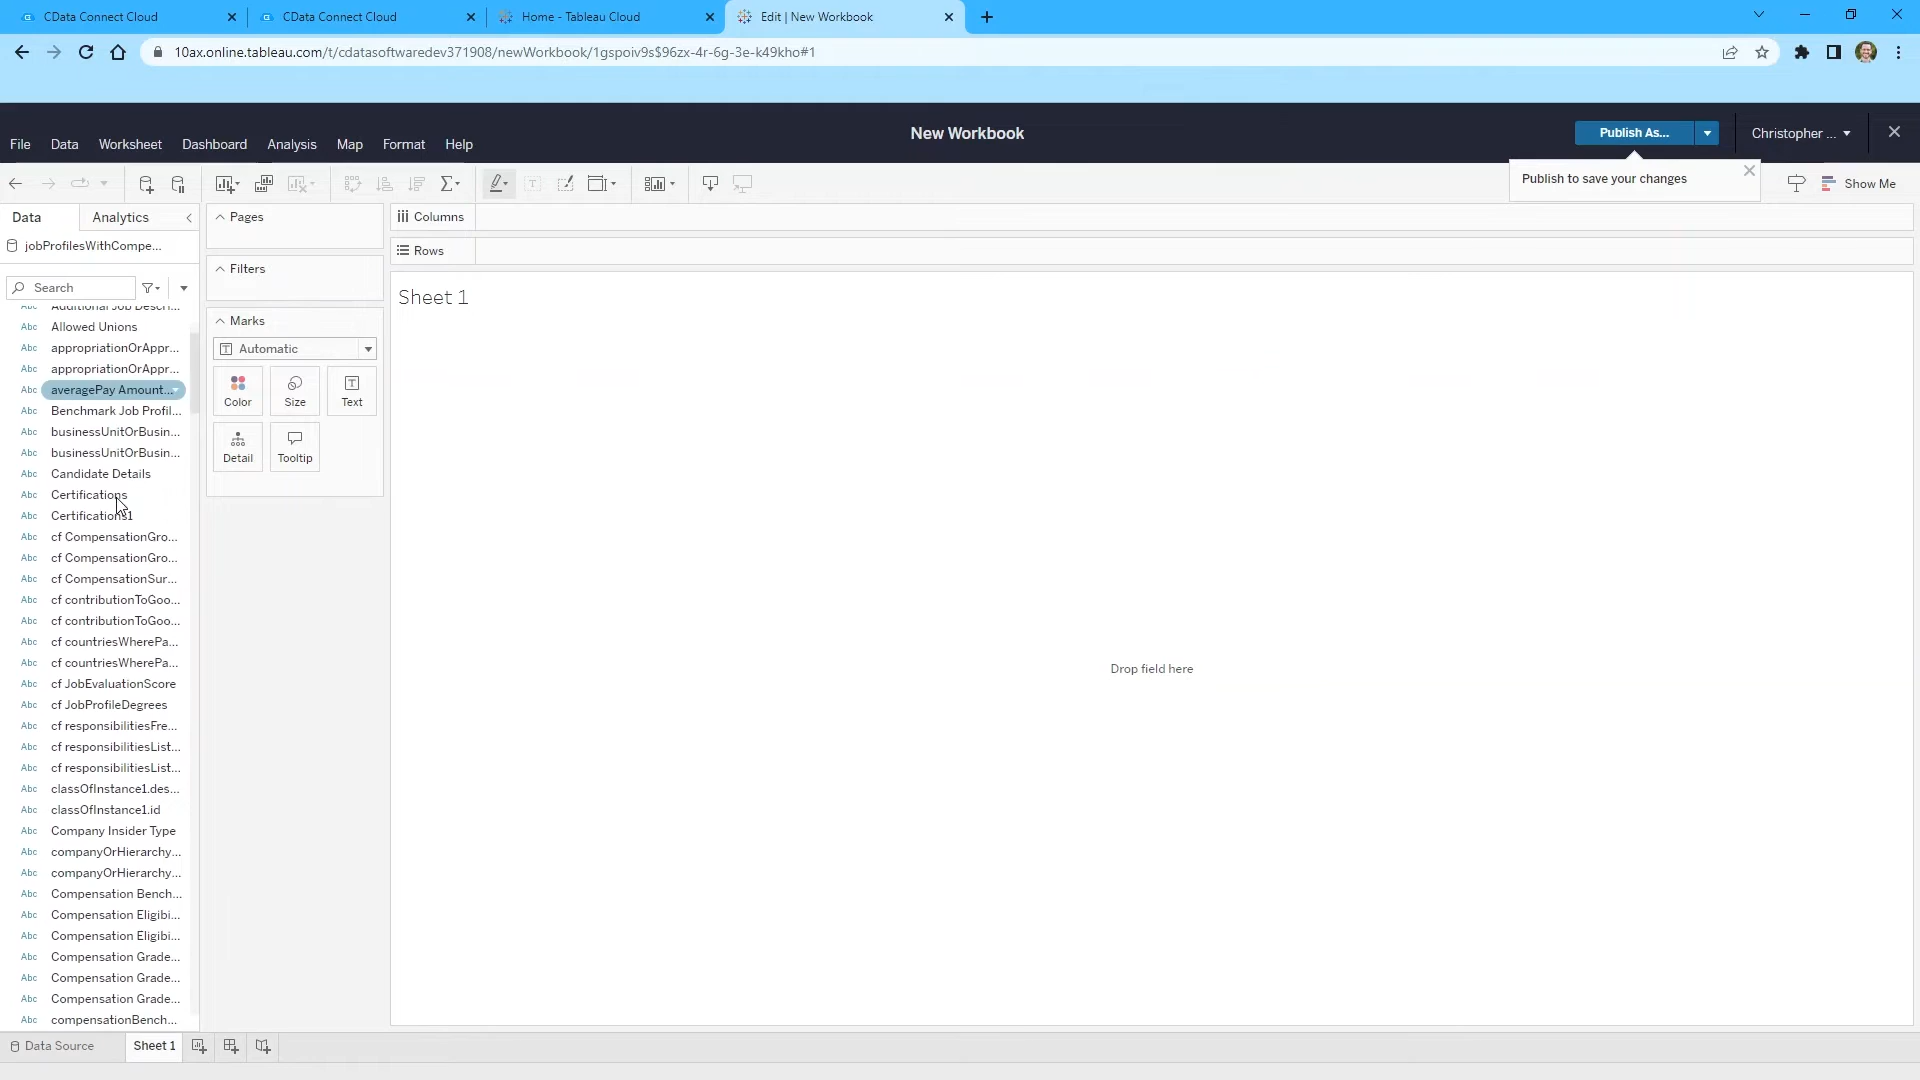 CData Connect Cloud
CData Connect Cloud
Home - Tableau Cloud
Edit | New Workbook
10ax.online.tableau.com/t/cdatasoftwaredev371908/newWorkbook/1gspoiv9s$96zx-4r-6g-3e-k49kho#1
New Workbook
Publish As...
Christopher ...
File
Data
Worksheet
Dashboard
Analysis
Map
Format
Help
Publish to save your changes
Show Me
Data
Analytics
Pages
Columns
jobProfilesWithCompe...
Rows
Filters
Search
Sheet 1
Additional Job Descri...
Allowed Unions
appropriationOrAppr...
appropriationOrAppr...
averagePay Amount...
Benchmark Job Profil...
businessUnitOrBusin...
businessUnitOrBusin...
Candidate Details
Certifications
Certifications1
cf CompensationGro...
cf CompensationGro...
cf CompensationSur...
cf contributionToGoo...
cf contributionToGoo...
cf countriesWherePa...
cf countriesWherePa...
cf JobEvaluationScore
cf JobProfileDegrees
cf responsibilitiesFre...
cf responsibilitiesList...
cf responsibilitiesList...
classOfInstance1.des...
classOfInstance1.id
Company Insider Type
companyOrHierarchy...
companyOrHierarchy...
Compensation Bench...
Compensation Eligibi...
Compensation Eligibi...
Compensation Grade...
Compensation Grade...
Compensation Grade...
compensationBench...
Marks
Automatic
Color
Size
Text
Detail
Tooltip
Drop field here
Data Source
Sheet 1